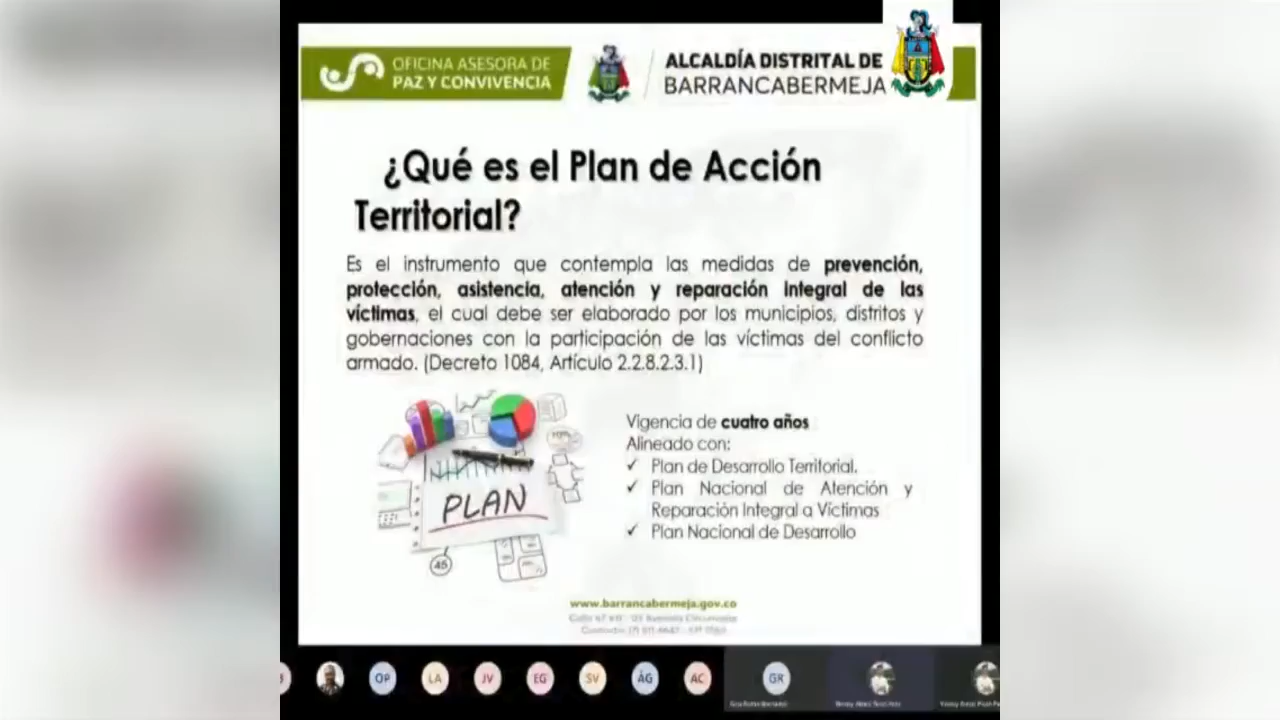 OFICINA ASESORA DE
PAZ Y CONVIVENCIA
ALCALDÍA DISTRITAL DE
BARRANCABERMEJA
¿Qué es el Plan de Acción
Territorial?
Es el instrumento que contempla las medidas de prevención,
protección, asistencia, atención y reparación integral de las
víctimas, el cual debe ser elaborado por los municipios, distritos y
gobernaciones con la participación de las víctimas del conflicto
armado. (Decreto 1084, Artículo 2.2.8.2.3.1)
PLAN
45
Vigencia de cuatro años
Alineado con:
✓ Plan de Desarrollo Territorial.
✓ Plan Nacional de Atención y
Reparación Integral a Víctimas
✓ Plan Nacional de Desarrollo
www.barrancabermeja.gov.co
OP LA JV EG SV ÁG AC GR